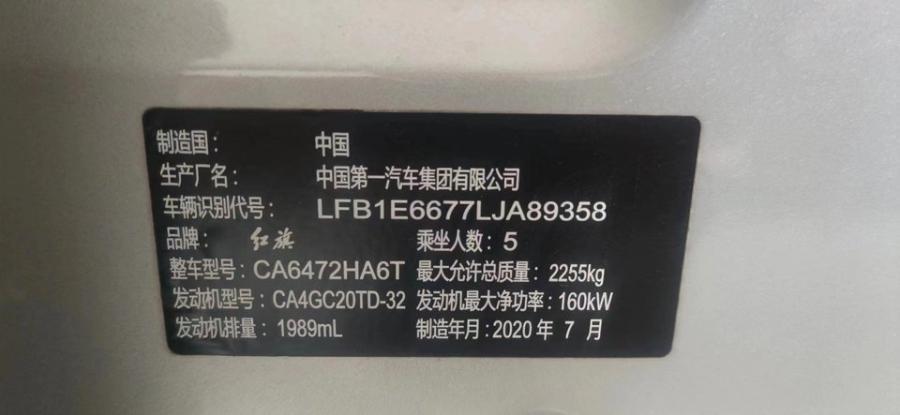 制造国： 中国
生产厂名： 中国第一汽车集团有限公司
车辆识别代号： LFB1E6677LJA89358
品牌： 红旗 乘坐人数：5
整车型号：CA6472HA6T 最大允许总质量：2255kg
发动机型号：CA4GC20TD-32 发动机最大净功率：160kW
发动机排量：1989mL 制造年月：2020年 7 月